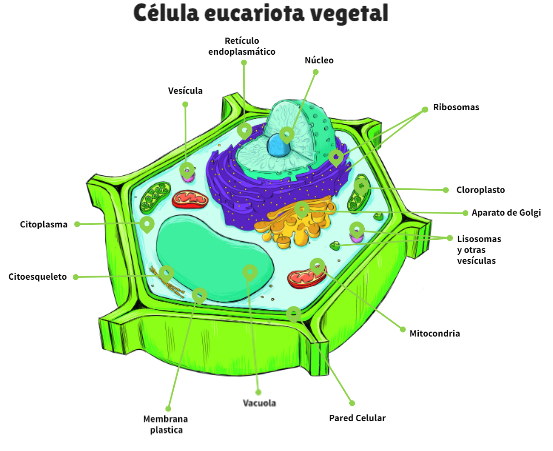 Célula eucariota vegetal
Retículo
endoplasmático
Núcleo
Vesícula
Ribosomas
Cloroplasto
Aparato de Golgi
Citoplasma
Lisosomas
y otras
vesículas
Citoesqueleto
Mitocondria
Vacuola
Membrana
plastica
Pared Celular